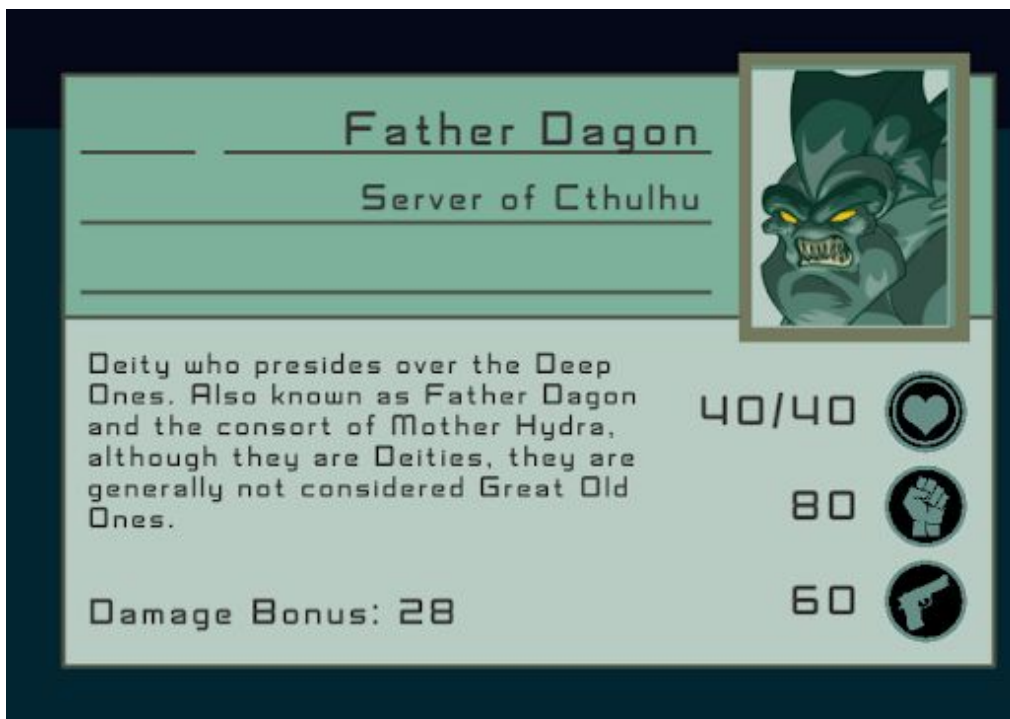 Father Dagon
Server of Cthulhu
Deity who presides over the Deep
Ones. Also known as Father Dagon
and the consort of Mother Hydra,
although they are Deities, they are
generally not considered Great Old
Ones.
40/40
80
60
Damage Bonus: 28